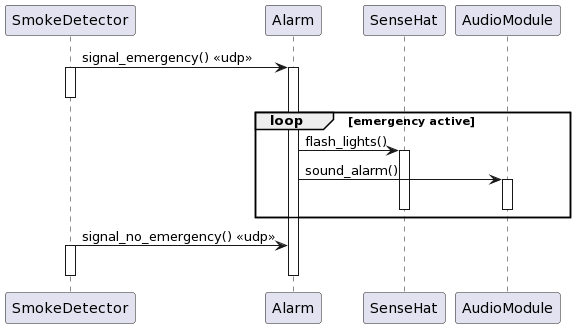 SmokeDetector Alarm SenseHat AudioModule
signal_emergency() «udp»
loop [emergency active]
flash_lights()
sound_alarm()
signal_no_emergency() «udp»
SmokeDetector Alarm SenseHat AudioModule